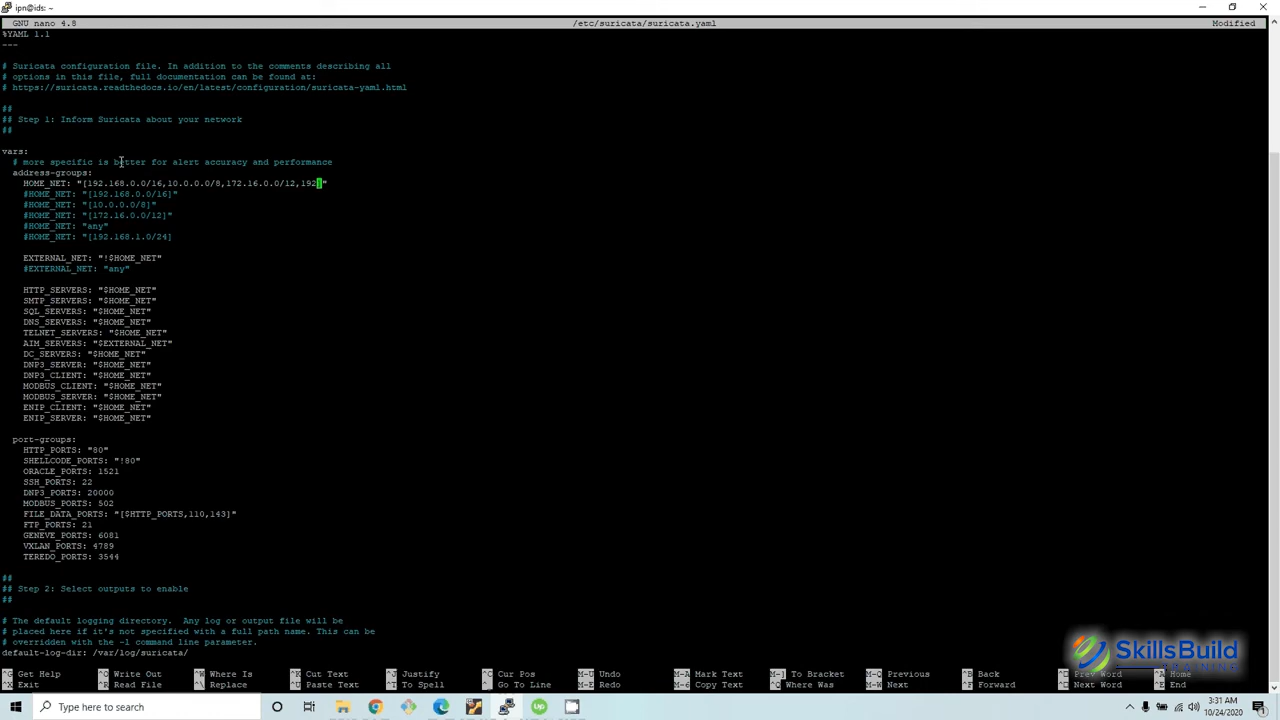 ipn@ids: ~
GNU nano 4.8 /etc/suricata/suricata.yaml Modified
%YAML 1.1
---
# Suricata configuration file. In addition to the comments describing all
# options in this file, full documentation can be found at:
# https://suricata.readthedocs.io/en/latest/configuration/suricata-yaml.html
##
## Step 1: Inform Suricata about your network
##
vars:
# more specific is better for alert accuracy and performance
address-groups:
HOME_NET: "[192.168.0.0/16,10.0.0.0/8,172.16.0.0/12,192]"
#HOME_NET: "[192.168.0.0/16]"
#HOME_NET: "[10.0.0.0/8]"
#HOME_NET: "[172.16.0.0/12]"
#HOME_NET: "any"
#HOME_NET: "[192.168.1.0/24]
EXTERNAL_NET: "!$HOME_NET"
#EXTERNAL_NET: "any"
HTTP_SERVERS: "$HOME_NET"
SMTP_SERVERS: "$HOME_NET"
SQL_SERVERS: "$HOME_NET"
DNS_SERVERS: "$HOME_NET"
TELNET_SERVERS: "$HOME_NET"
AIM_SERVERS: "$EXTERNAL_NET"
DC_SERVERS: "$HOME_NET"
DNP3_SERVER: "$HOME_NET"
DNP3_CLIENT: "$HOME_NET"
MODBUS_CLIENT: "$HOME_NET"
MODBUS_SERVER: "$HOME_NET"
ENIP_CLIENT: "$HOME_NET"
ENIP_SERVER: "$HOME_NET"
port-groups:
HTTP_PORTS: "80"
SHELLCODE_PORTS: "!80"
ORACLE_PORTS: 1521
SSH_PORTS: 22
DNP3_PORTS: 20000
MODBUS_PORTS: 502
FILE_DATA_PORTS: "[$HTTP_PORTS,110,143]"
FTP_PORTS: 21
GENEVE_PORTS: 6081
VXLAN_PORTS: 4789
TEREDO_PORTS: 3544
##
## Step 2: Select outputs to enable
##
# The default logging directory.  Any log or output file will be
# placed here if it's not specified with a full path name. This can be
# overridden with the -l command line parameter.
default-log-dir: /var/log/suricata/
SkillsBuild
TRAINING
^G Get Help ^O Write Out ^W Where Is ^K Cut Text ^J Justify ^C Cur Pos M-U Undo M-A Mark Text M-] To Bracket M-Q Previous ^B Back Prev Word ^A Home
^X Exit ^R Read File ^\ Replace ^U Paste Text ^T To Spell ^_ Go To Line M-E Redo M-6 Copy Text ^Q Where Was M-W Next ^F Forward Next Word ^E End
Type here to search
3:31 AM
10/24/2020